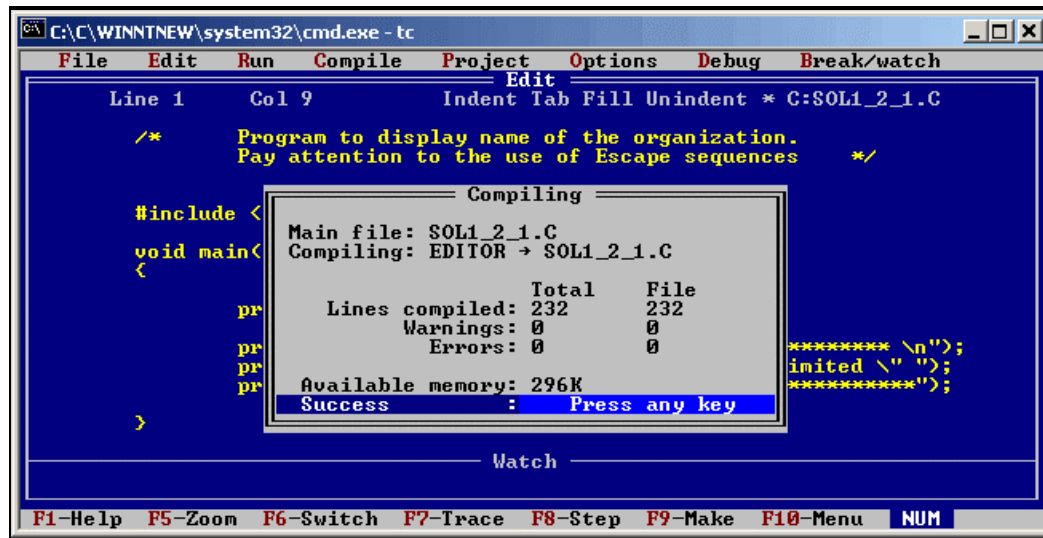 C:\C\WINNTNEW\system32\cmd.exe - tc
File Edit Run Compile Project Options Debug Break/watch
Edit
Line 1 Col 9 Indent Tab Fill Unindent * C:SOL1_2_1.C
/* Program to display name of the organization.
Pay attention to the use of Escape sequences */
Compiling
#include <
Main file: SOL1_2_1.C
void main(
Compiling: EDITOR → SOL1_2_1.C
{
Total File
pr
Lines compiled: 232 232
Warnings: 0 0
pr
Errors: 0 0
******** \n");
pr
imited \" ");
pr
Available memory: 296K
**********");
Success : Press any key
}
Watch
F1-Help F5-Zoom F6-Switch F7-Trace F8-Step F9-Make F10-Menu NUM